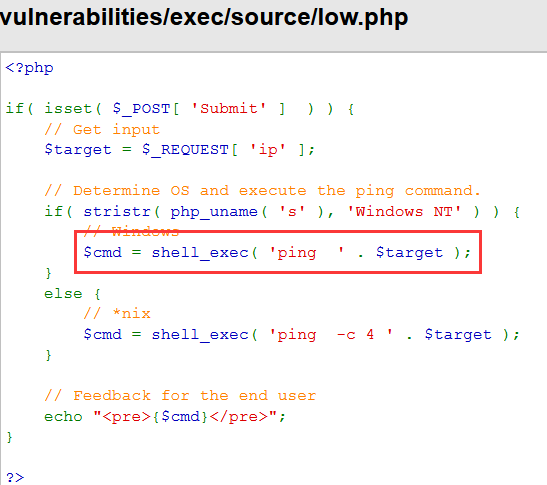 vulnerabilities/exec/source/low.php
<?php
if( isset( $_POST[ 'Submit' ]  ) ) {
    // Get input
    $target = $_REQUEST[ 'ip' ];
    // Determine OS and execute the ping command.
    if( stristr( php_uname( 's' ), 'Windows NT' ) ) {
        // Windows
        $cmd = shell_exec( 'ping  ' . $target );
    }
    else {
        // *nix
        $cmd = shell_exec( 'ping  -c 4 ' . $target );
    }
    // Feedback for the end user
    echo "<pre>{$cmd}</pre>";
}
?>